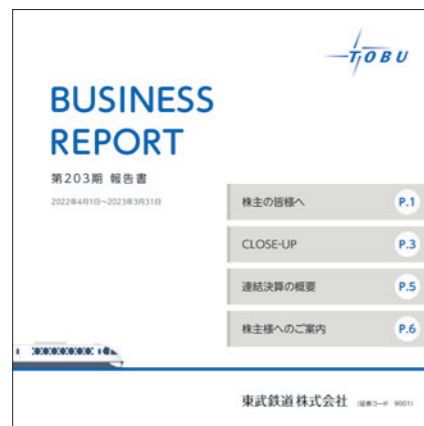 TOBU
BUSINESS
REPORT
第203期 報告書
2022年4月1日〜2023年3月31日
株主の皆様へ P.1
CLOSE-UP P.3
連結決算の概要 P.5
株主様へのご案内 P.6
東武鉄道株式会社 (証券コード 9001)